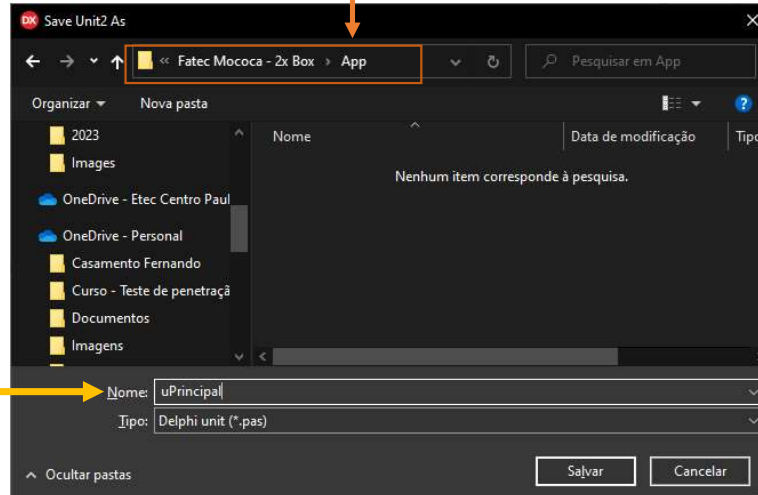 DX Save Unit2 As
« Fatec Mococa - 2x Box › App
Pesquisar em App
Organizar Nova pasta
2023
Images
OneDrive - Etec Centro Paul
OneDrive - Personal
Casamento Fernando
Curso - Teste de penetraçã
Documentos
Imagens
Nome Data de modificação Tipo
Nenhum item corresponde à pesquisa.
Nome: uPrincipal
Tipo: Delphi unit (*.pas)
Ocultar pastas
Salvar Cancelar